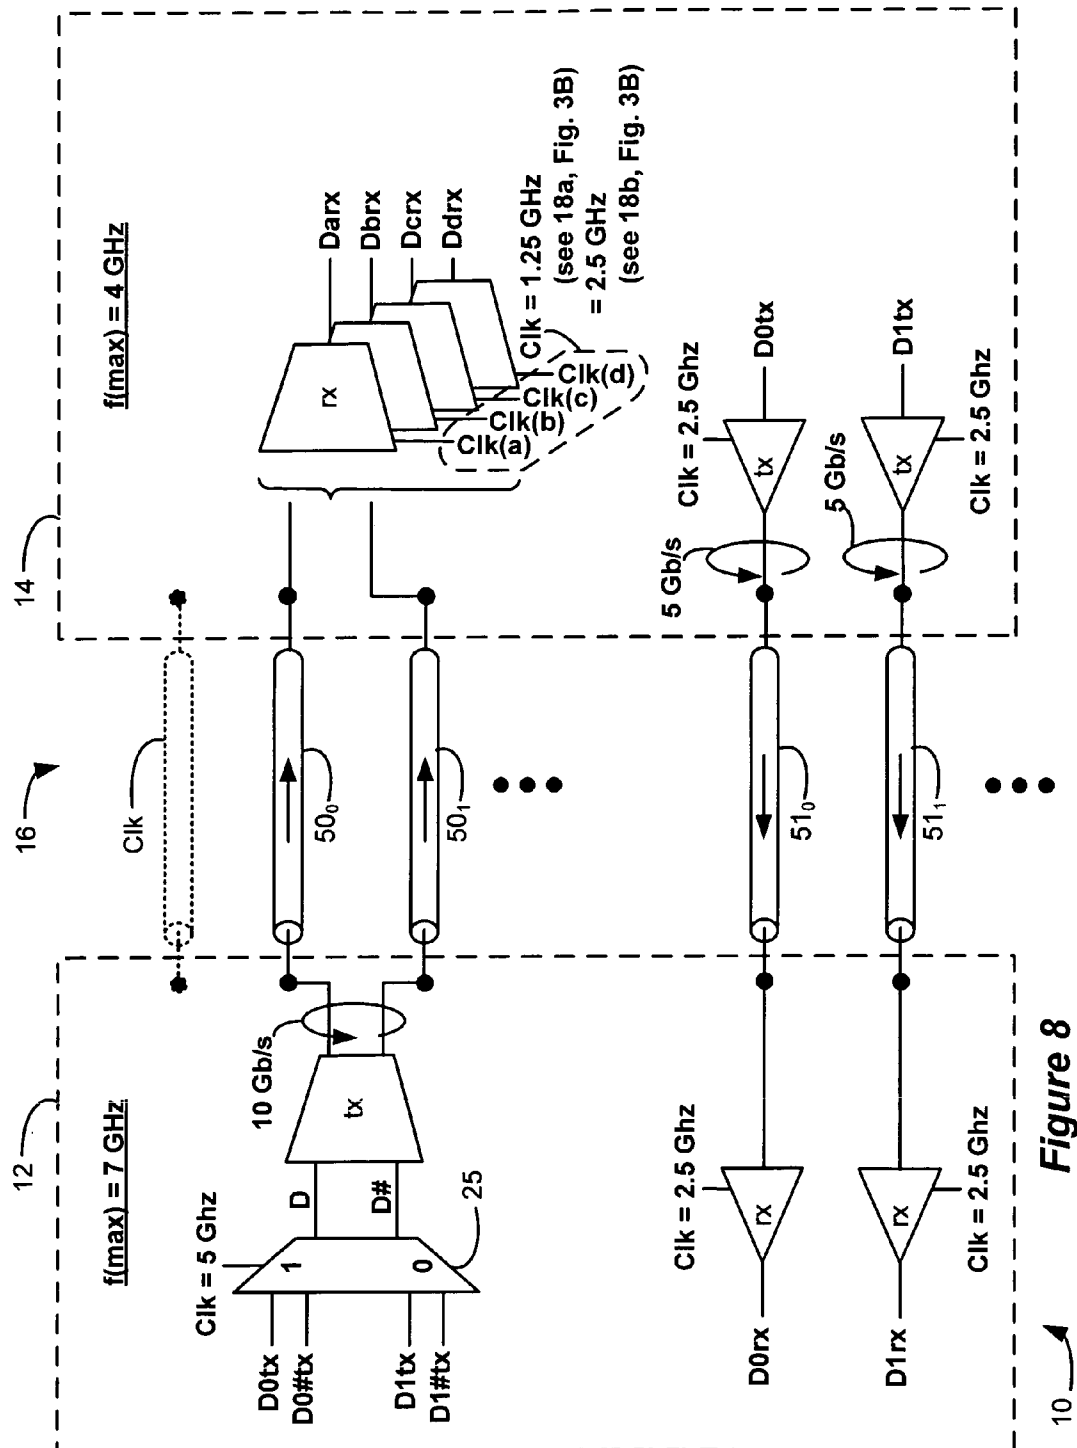 12
16
14
f(max) = 7 GHz
Clk
f(max) = 4 GHz
Clk = 5 Ghz
D0tx
D0#tx
D1tx
D1#tx
1
0
25
D
D#
tx
10 Gb/s
50₀
50₁
rx
Darx
Dbrx
Dcrx
Ddrx
Clk(a)
Clk(b)
Clk(c)
Clk(d)
Clk = 1.25 GHz
(see 18a, Fig. 3B)
= 2.5 GHz
(see 18b, Fig. 3B)
D0rx
Clk = 2.5 Ghz
rx
51₀
5 Gb/s
Clk = 2.5 Ghz
tx
D0tx
D1rx
rx
Clk = 2.5 Ghz
51₁
5 Gb/s
tx
Clk = 2.5 Ghz
D1tx
10
Figure 8